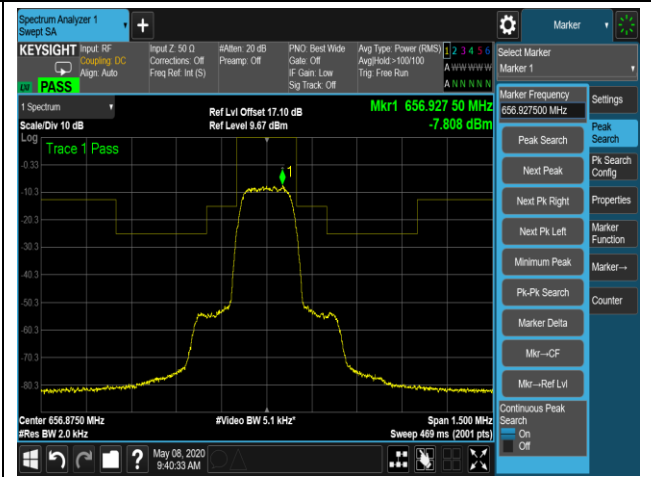 Spectrum Analyzer 1
Swept SA
Marker
KEYSIGHT
Input: RF
Coupling: DC
Align: Auto
Input Z: 50 Ω
Corrections: Off
Freq Ref: Int (S)
#Atten: 20 dB
Preamp: Off
PNO: Best Wide
Gate: Off
IF Gain: Low
Sig Track: Off
Avg Type: Power (RMS)
Avg|Hold:>100/100
Trig: Free Run
1 2 3 4 5 6
A W W W W W
A N N N N N
LXI
PASS
Select Marker
Marker 1
1 Spectrum
Scale/Div 10 dB
Ref Lvl Offset 17.10 dB
Ref Level 9.67 dBm
Mkr1 656.927 50 MHz
-7.808 dBm
Log
Trace 1 Pass
1
-0.33
-10.3
-20.3
-30.3
-40.3
-50.3
-60.3
-70.3
-80.3
Center 656.8750 MHz
#Res BW 2.0 kHz
#Video BW 5.1 kHz*
Span 1.500 MHz
Sweep 469 ms (2001 pts)
Marker Frequency
656.927500 MHz
Peak Search
Next Peak
Next Pk Right
Next Pk Left
Minimum Peak
Pk-Pk Search
Marker Delta
Mkr→CF
Mkr→Ref Lvl
Continuous Peak
Search
On
Off
Settings
Peak
Search
Pk Search
Config
Properties
Marker
Function
Marker→
Counter
?
May 08, 2020
9:40:33 AM